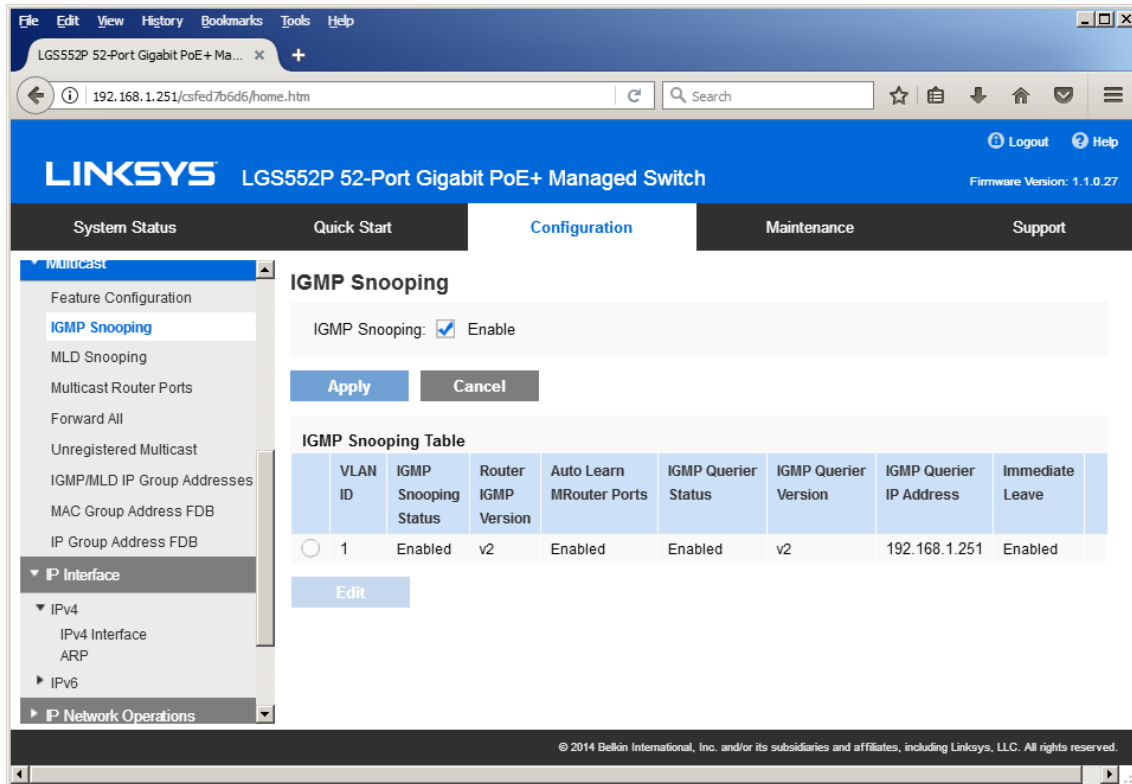 File Edit View History Bookmarks Tools Help
LGS552P 52-Port Gigabit PoE+ Ma... × +
192.168.1.251/csfed7b6d6/home.htm Search
Logout Help
LINKSYS LGS552P 52-Port Gigabit PoE+ Managed Switch
Firmware Version: 1.1.0.27
System Status Quick Start Configuration Maintenance Support
Multicast
Feature Configuration
IGMP Snooping
MLD Snooping
Multicast Router Ports
Forward All
Unregistered Multicast
IGMP/MLD IP Group Addresses
MAC Group Address FDB
IP Group Address FDB
IP Interface
IPv4
IPv4 Interface
ARP
IPv6
IP Network Operations
IGMP Snooping
IGMP Snooping: Enable
Apply Cancel
IGMP Snooping Table
VLAN ID IGMP Snooping Status Router IGMP Version Auto Learn MRouter Ports IGMP Querier Status IGMP Querier Version IGMP Querier IP Address Immediate Leave
1 Enabled v2 Enabled Enabled v2 192.168.1.251 Enabled
Edit
© 2014 Belkin International, Inc. and/or its subsidiaries and affiliates, including Linksys, LLC. All rights reserved.